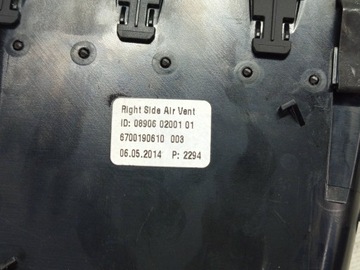 Right Side Air Vent
ID: 08906 02001 01
6700190610 003
06.05.2014 P: 2294